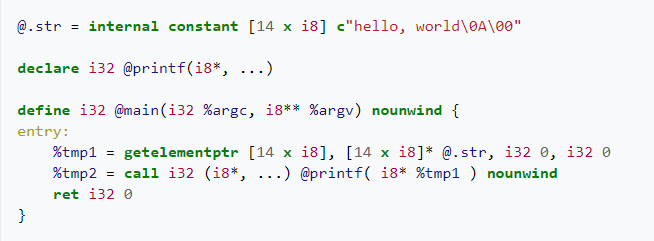 @.str = internal constant [14 x i8] c"hello, world\0A\00"
declare i32 @printf(i8*, ...)
define i32 @main(i32 %argc, i8** %argv) nounwind {
entry:
    %tmp1 = getelementptr [14 x i8], [14 x i8]* @.str, i32 0, i32 0
    %tmp2 = call i32 (i8*, ...) @printf( i8* %tmp1 ) nounwind
    ret i32 0
}